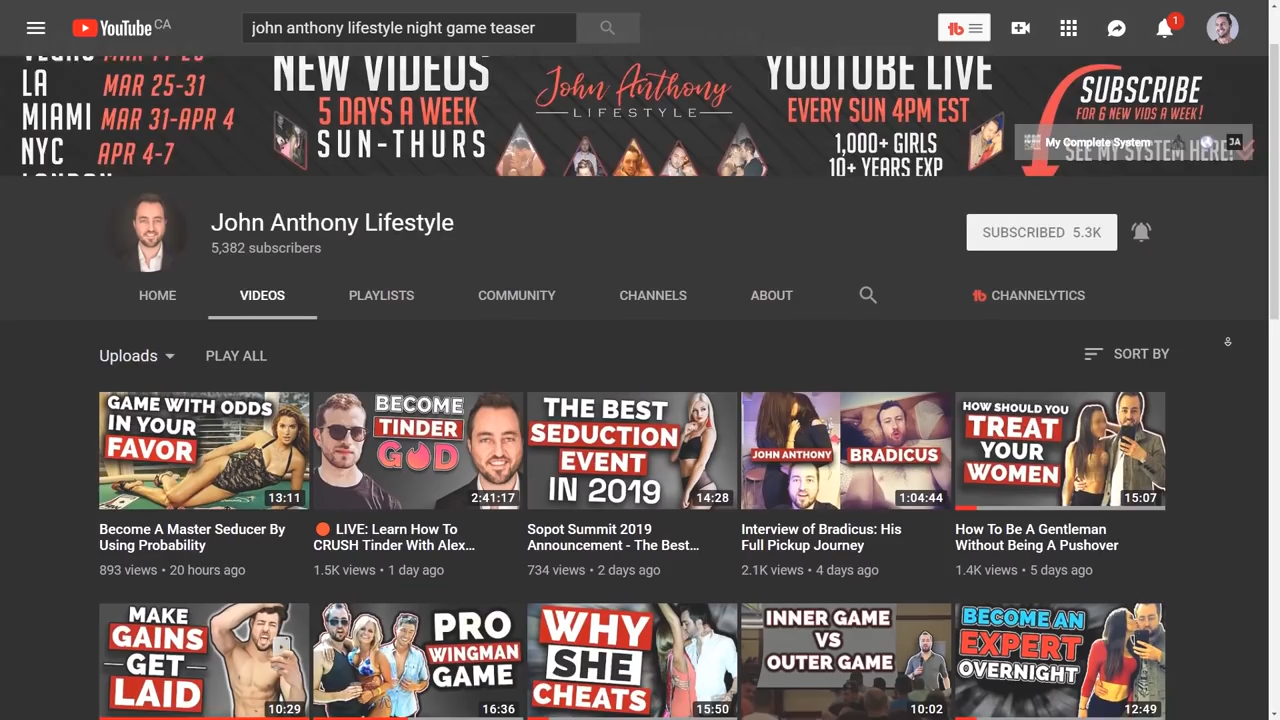 YouTube CA
john anthony lifestyle night game teaser
1
LA MAR 25-31
MIAMI MAR 31-APR 4
NYC APR 4-7
NEW VIDEOS
5 DAYS A WEEK
SUN-THURS
John Anthony
LIFESTYLE
YOUTUBE LIVE
EVERY SUN 4PM EST
1,000+ GIRLS
10+ YEARS EXP
SUBSCRIBE
FOR 6 NEW VIDS A WEEK!
My Complete System
JA
SEE MY SYSTEM HERE!
John Anthony Lifestyle
5,382 subscribers
SUBSCRIBED 5.3K
HOME
VIDEOS
PLAYLISTS
COMMUNITY
CHANNELS
ABOUT
CHANNELYTICS
Uploads
PLAY ALL
SORT BY
GAME WITH ODDS
IN YOUR
FAVOR
13:11
Become A Master Seducer By
Using Probability
893 views • 20 hours ago
BECOME
TINDER
GOD
2:41:17
LIVE: Learn How To
CRUSH Tinder With Alex...
1.5K views • 1 day ago
THE BEST
SEDUCTION
EVENT
IN 2019
14:28
Sopot Summit 2019
Announcement - The Best...
734 views • 2 days ago
JOHN ANTHONY
BRADICUS
1:04:44
Interview of Bradicus: His
Full Pickup Journey
2.1K views • 4 days ago
HOW SHOULD YOU
TREAT
YOUR
WOMEN
15:07
How To Be A Gentleman
Without Being A Pushover
1.4K views • 5 days ago
MAKE
GAINS
GET
LAID
10:29
PRO
WINGMAN
GAME
16:36
WHY
SHE
CHEATS
15:50
INNER GAME
VS
OUTER GAME
10:02
BECOME AN
EXPERT
OVERNIGHT
12:49